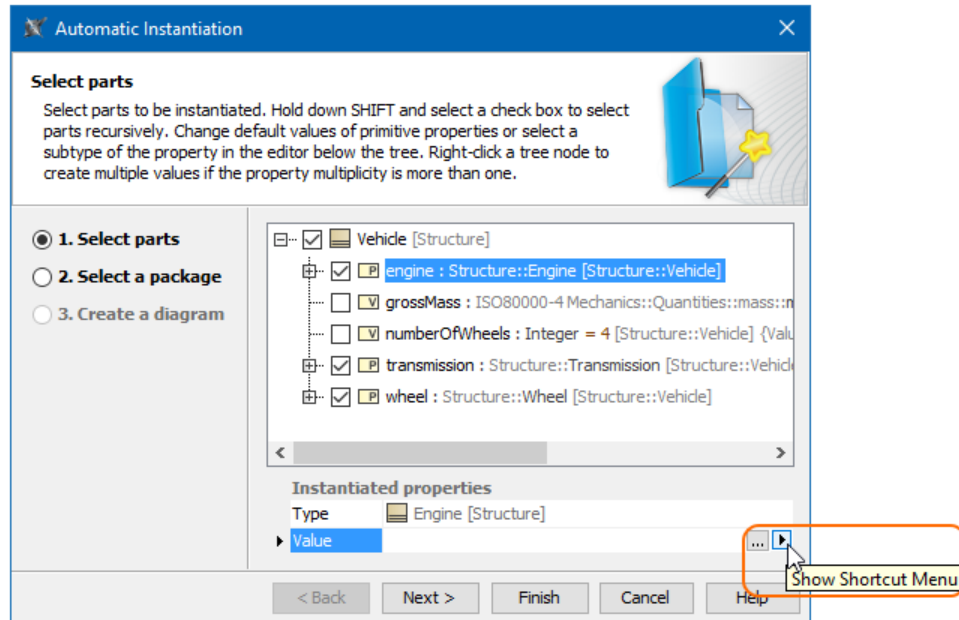 Automatic Instantiation
Select parts
Select parts to be instantiated. Hold down SHIFT and select a check box to select
parts recursively. Change default values of primitive properties or select a
subtype of the property in the editor below the tree. Right-click a tree node to
create multiple values if the property multiplicity is more than one.
1. Select parts
2. Select a package
3. Create a diagram
Vehicle [Structure]
P engine : Structure::Engine [Structure::Vehicle]
V grossMass : ISO80000-4 Mechanics::Quantities::mass::m
V numberOfWheels : Integer = 4 [Structure::Vehicle] {Valu
P transmission : Structure::Transmission [Structure::Vehicle
P wheel : Structure::Wheel [Structure::Vehicle]
Instantiated properties
Type Engine [Structure]
Value ...
Show Shortcut Menu
< Back Next > Finish Cancel Help